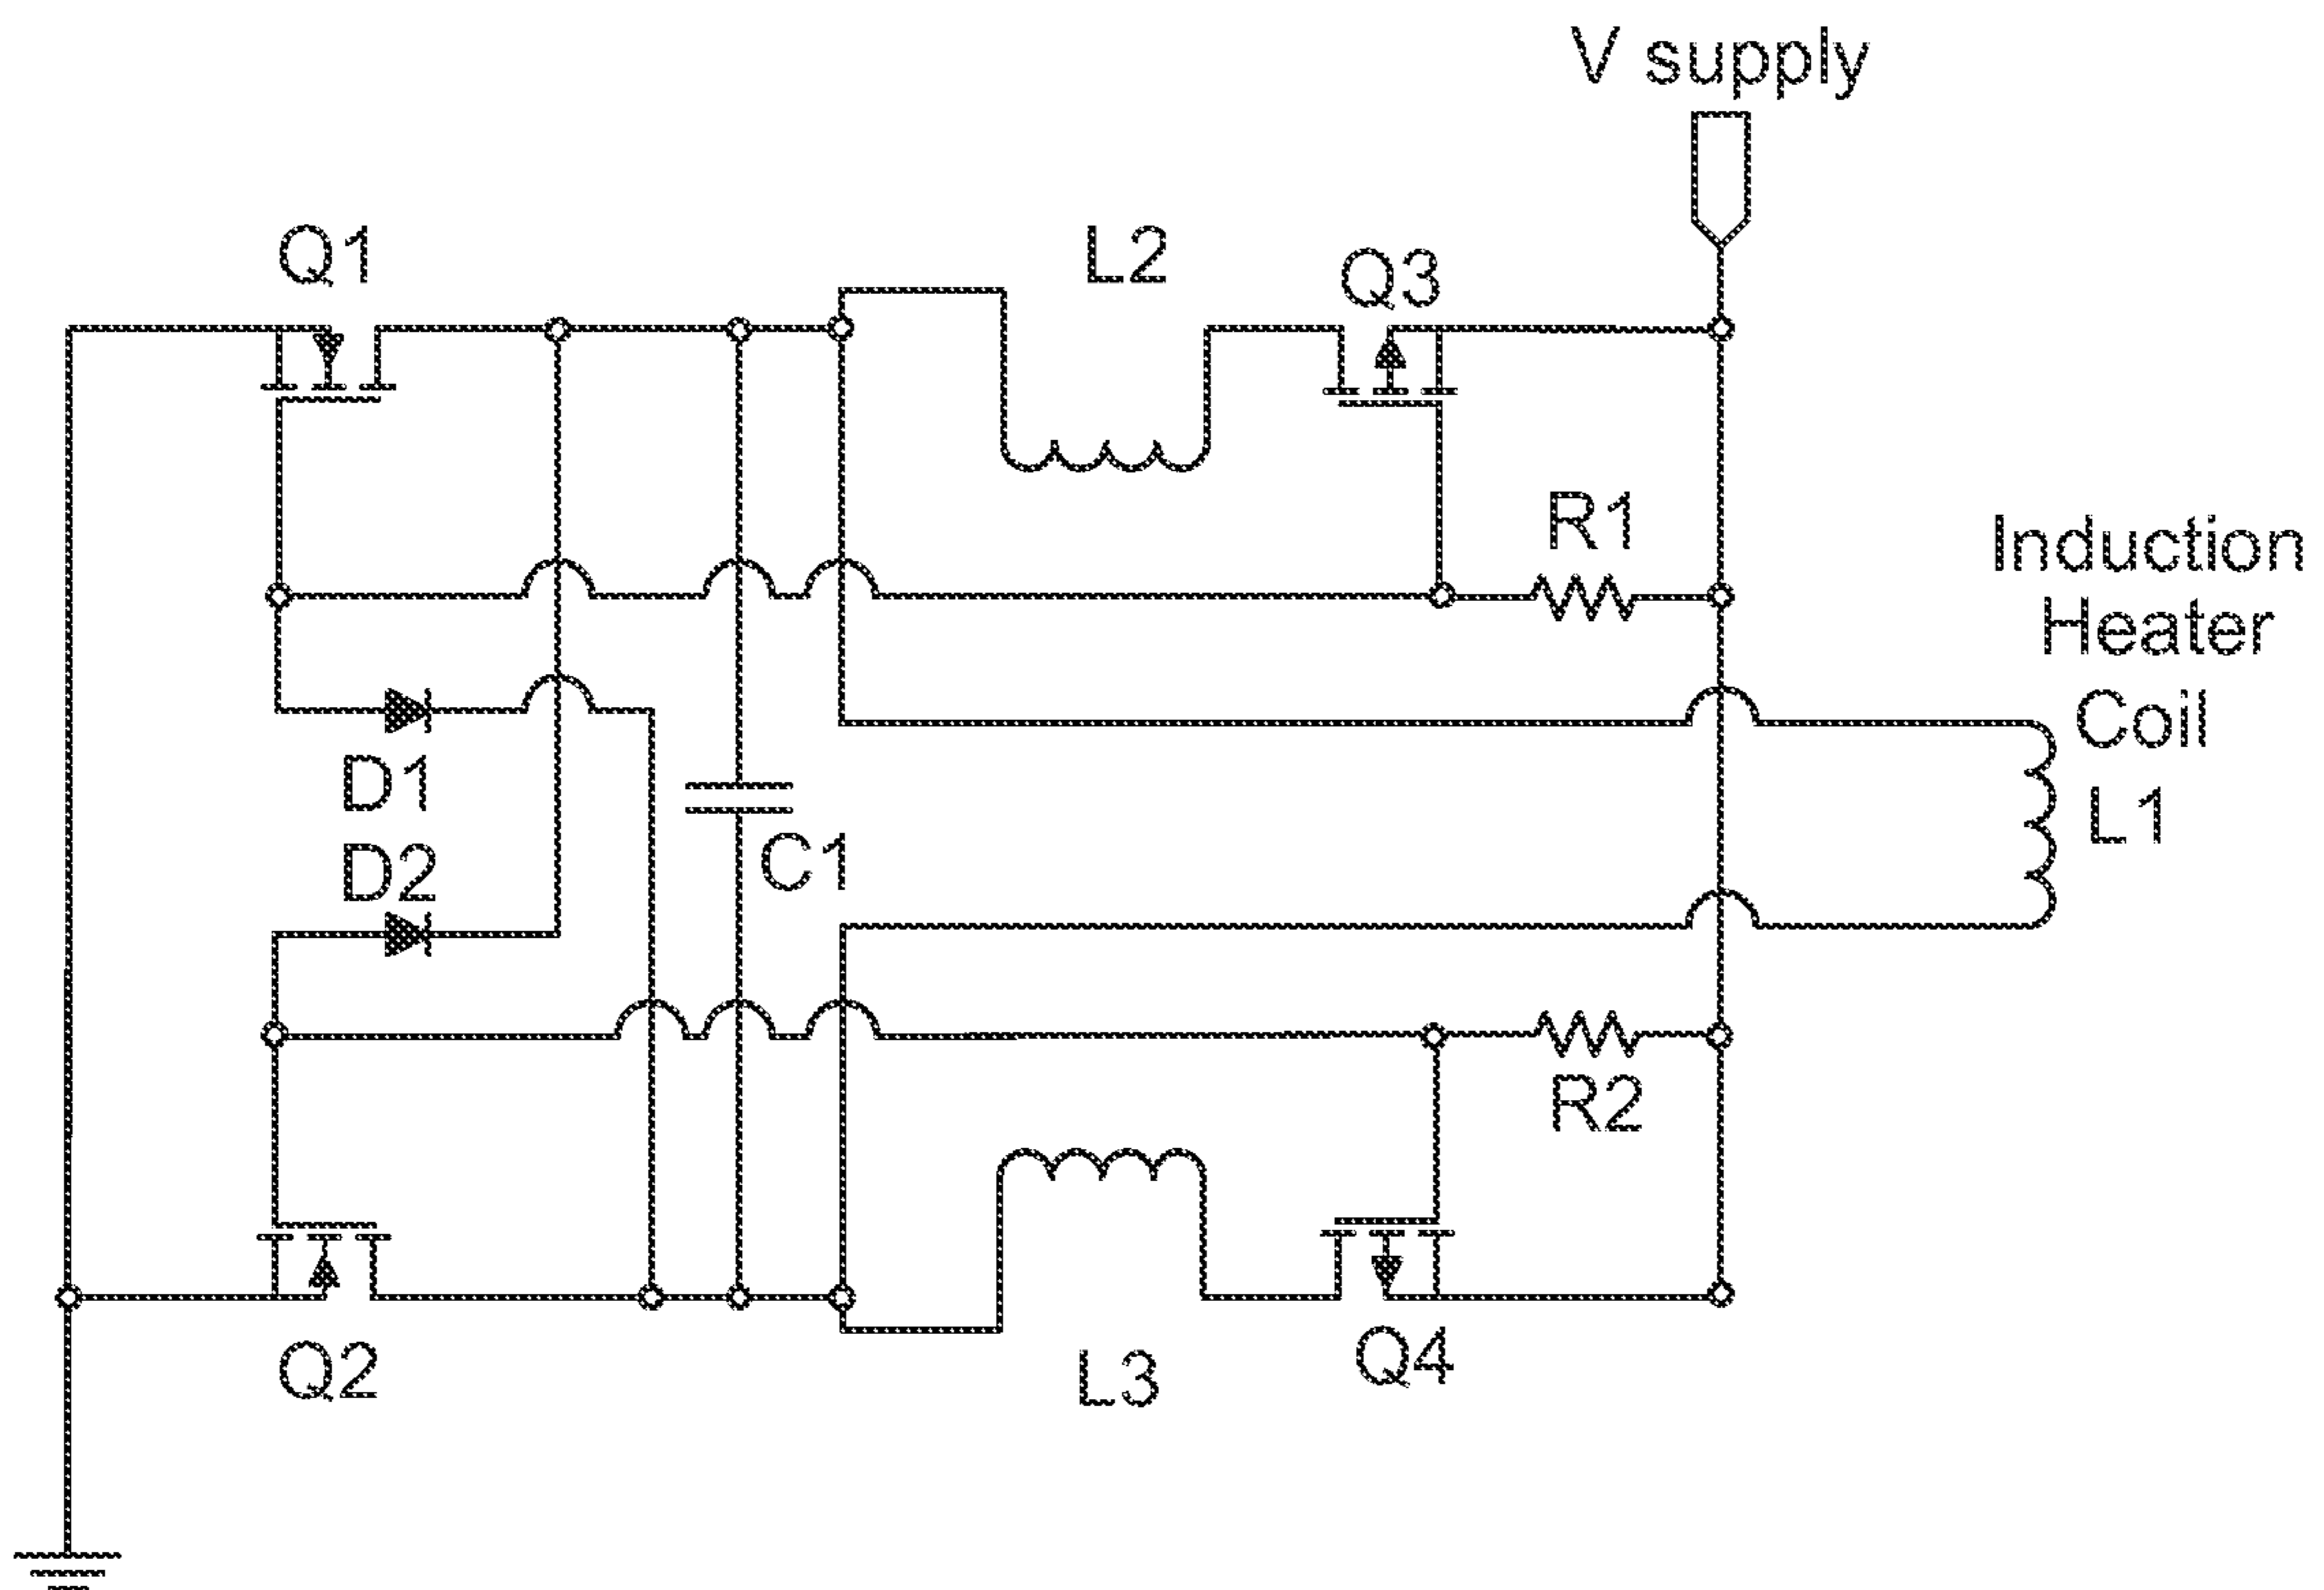 V supply
Q1
L2
Q3
R1
Induction
Heater
Coil
L1
D1
D2
C1
R2
Q2
L3
Q4